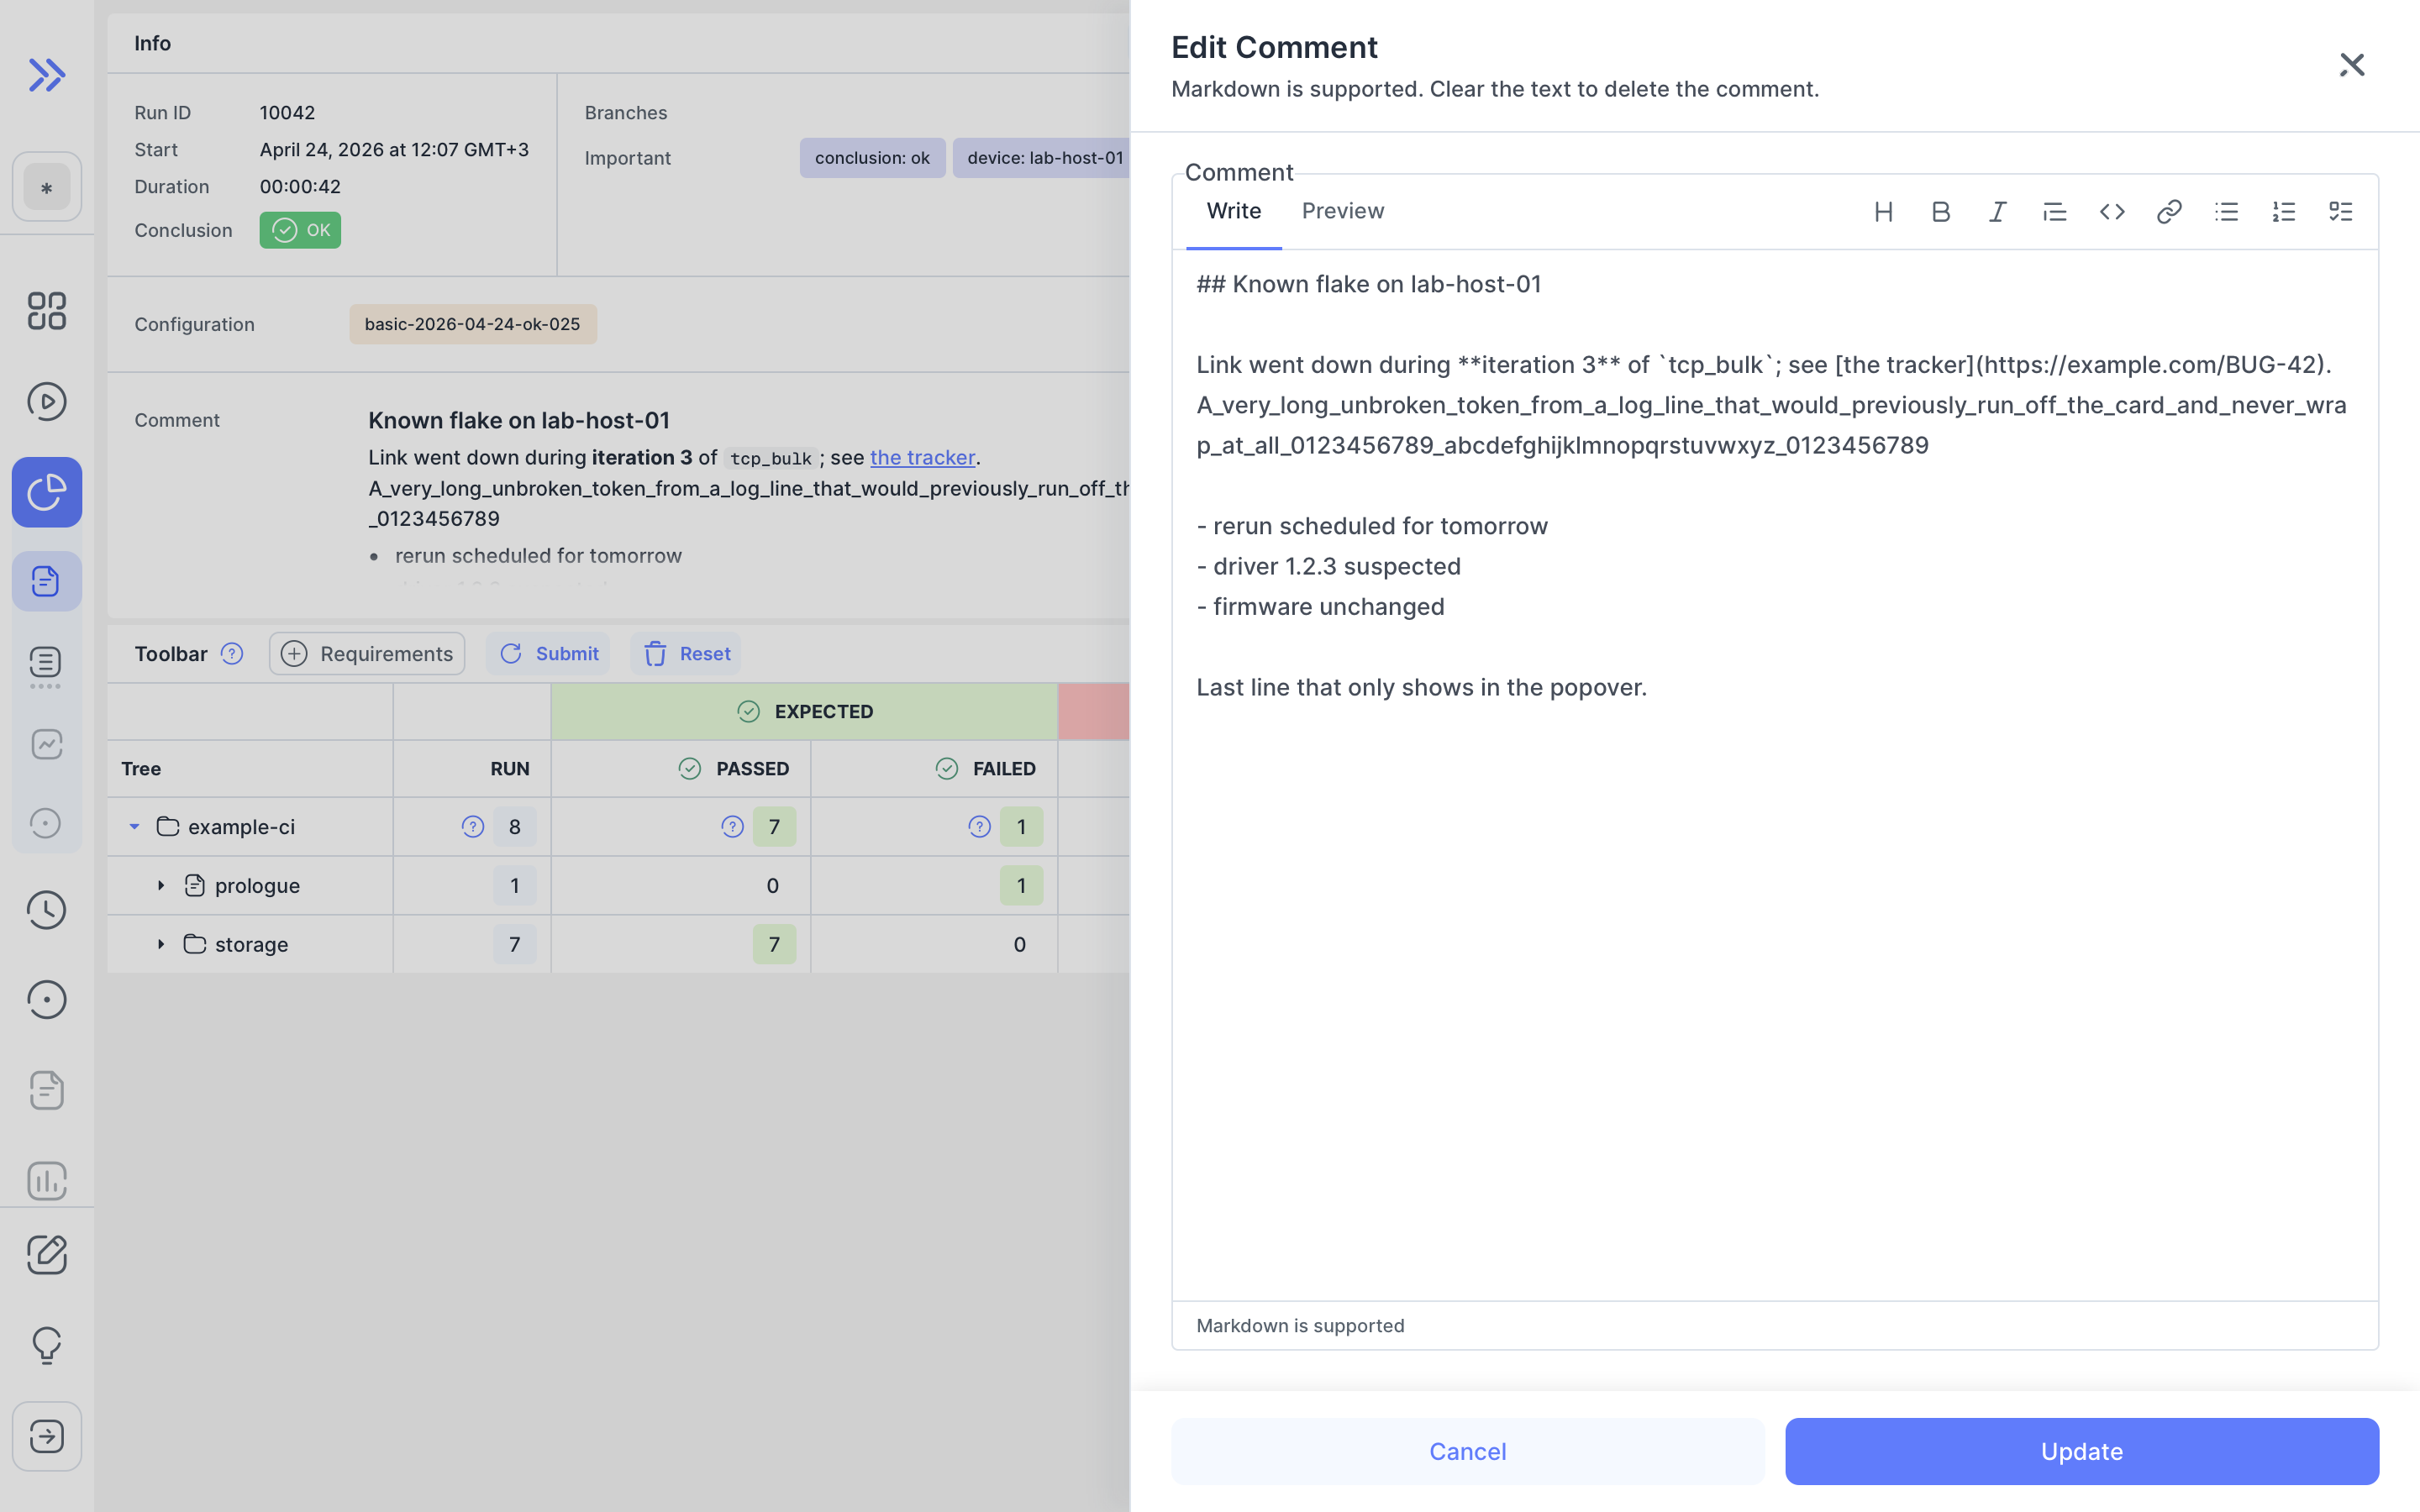 Info
Run ID 10042
Start April 24, 2026 at 12:07 GMT+3
Duration 00:00:42
Conclusion OK
Branches
Important conclusion: ok device: lab-host-01
Configuration basic-2026-04-24-ok-025
Comment
Known flake on lab-host-01
Link went down during iteration 3 of tcp_bulk ; see the tracker.
A_very_long_unbroken_token_from_a_log_line_that_would_previously_run_off_th
_0123456789
• rerun scheduled for tomorrow
Toolbar ? Requirements Submit Reset
EXPECTED
Tree RUN PASSED FAILED
example-ci ? 8 ? 7 ? 1
prologue 1 0 1
storage 7 7 0
Edit Comment
Markdown is supported. Clear the text to delete the comment.
Comment
Write Preview H B I
## Known flake on lab-host-01
Link went down during **iteration 3** of `tcp_bulk`; see [the tracker](https://example.com/BUG-42).
A_very_long_unbroken_token_from_a_log_line_that_would_previously_run_off_the_card_and_never_wra
p_at_all_0123456789_abcdefghijklmnopqrstuvwxyz_0123456789
- rerun scheduled for tomorrow
- driver 1.2.3 suspected
- firmware unchanged
Last line that only shows in the popover.
Markdown is supported
Cancel Update